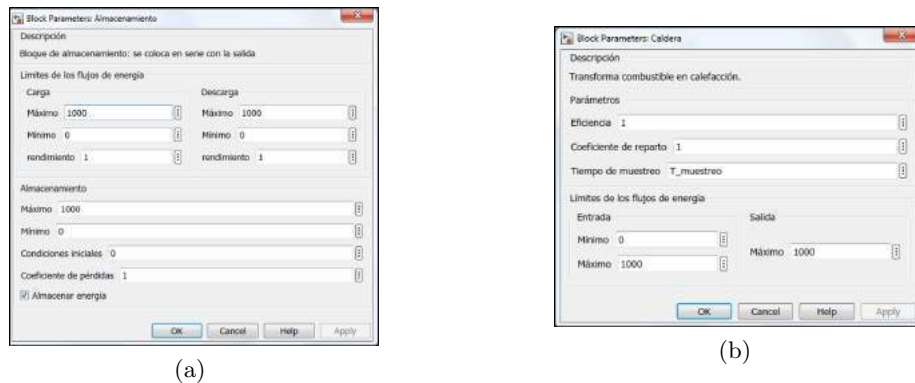 Block Parameters: Almacenamiento
Descripción
Bloque de almacenamiento: se coloca en serie con la salida
Límites de los flujos de energía
Carga
Máximo 1000
Mínimo 0
rendimiento 1
Descarga
Máximo 1000
Mínimo 0
rendimiento 1
Almacenamiento
Máximo 1000
Mínimo 0
Condiciones iniciales 0
Coeficiente de pérdidas 1
Almacenar energía
OK Cancel Help Apply
(a)
Block Parameters: Caldera
Descripción
Transforma combustible en calefacción.
Parámetros
Eficiencia 1
Coeficiente de reparto 1
Tiempo de muestreo T_muestreo
Límites de los flujos de energía
Entrada
Mínimo 0
Máximo 1000
Salida
Máximo 1000
OK Cancel Help Apply
(b)